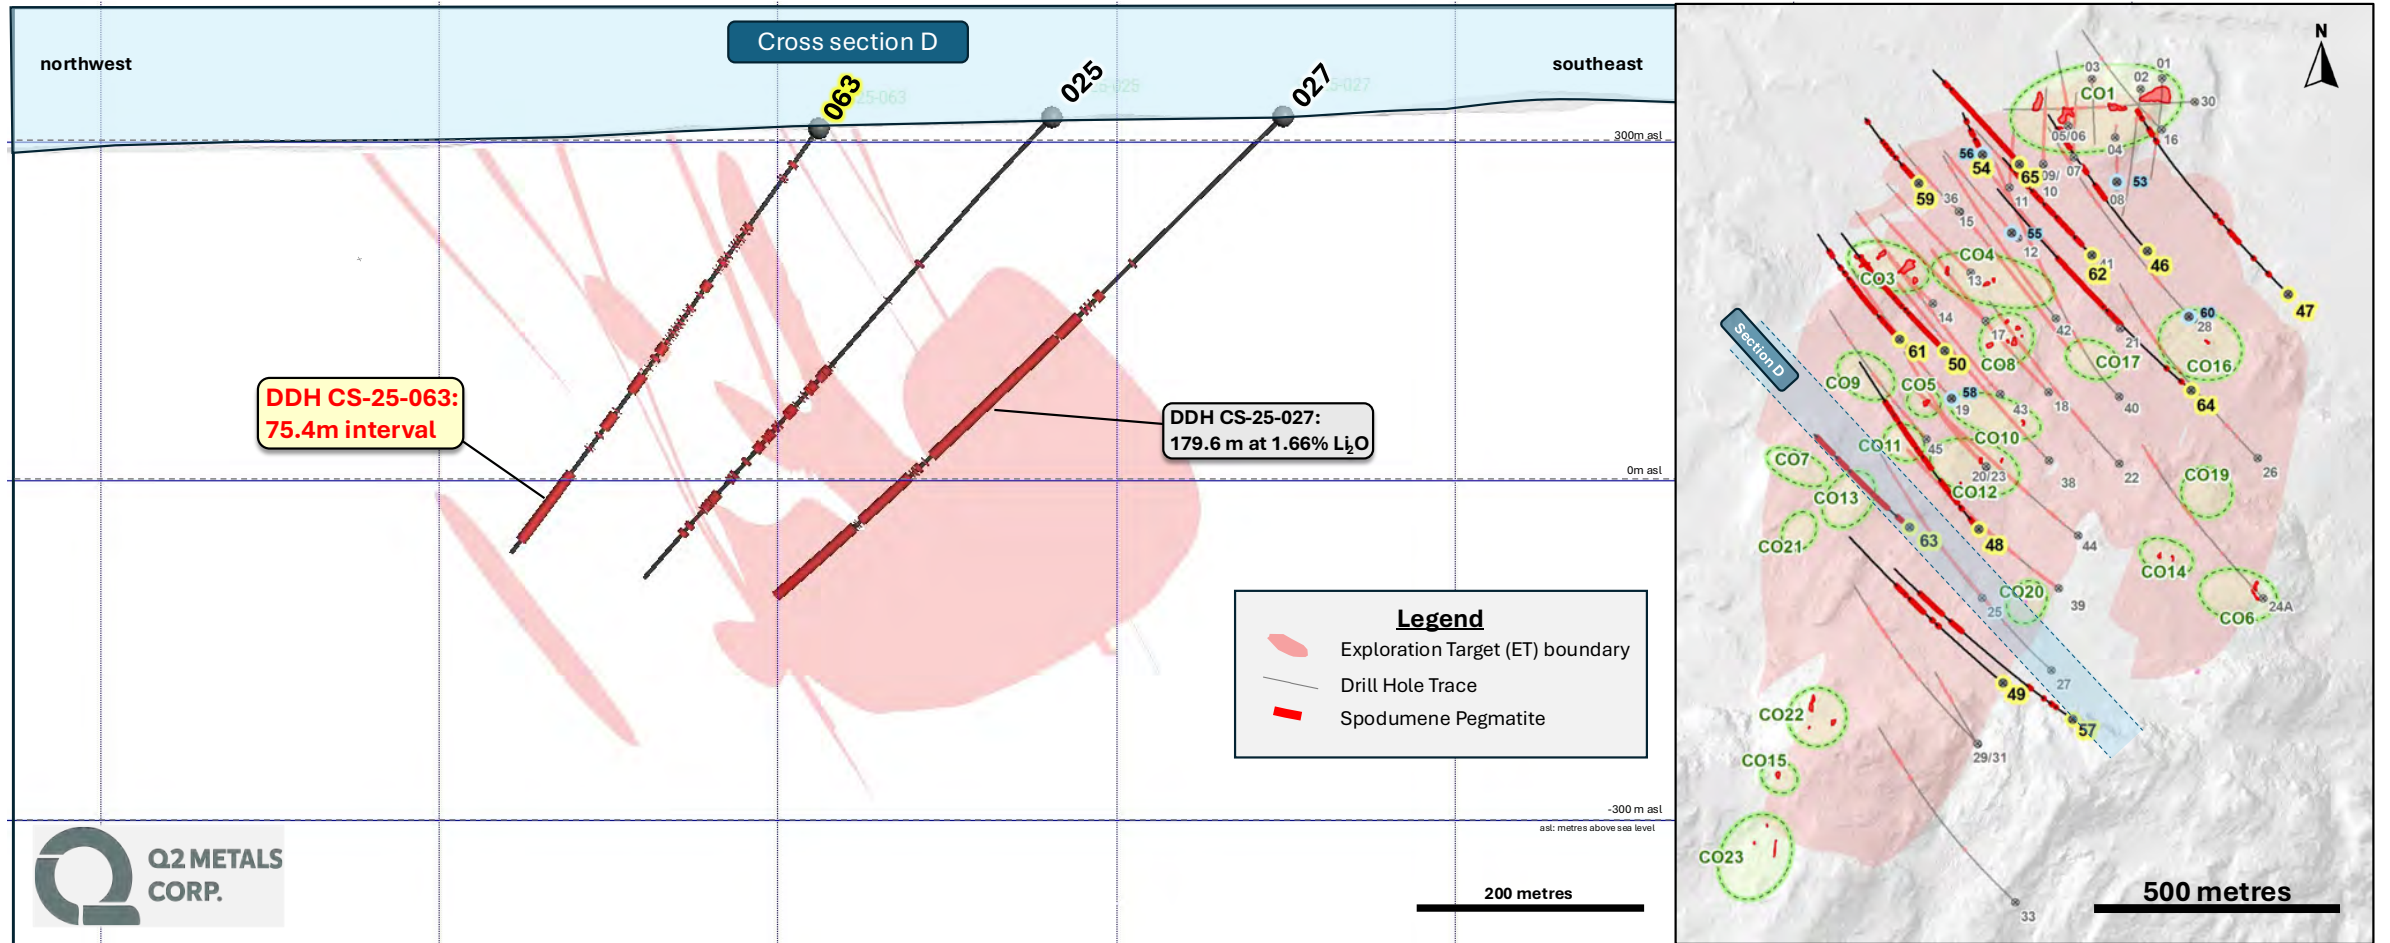 Cross section D
northwest
southeast
063
025
027
25-063
300m asl
DDH CS-25-063:
75.4m interval
DDH CS-25-027:
179.6 m at 1.66% Li2O
0m asl
Legend
Exploration Target (ET) boundary
Drill Hole Trace
Spodumene Pegmatite
-300 m asl
asl: metres above sea level
Q2 METALS
CORP.
200 metres
N
01
03
02
CO1
30
05/06
16
04
56
54
65
09/
07
53
10
08
59
36
11
15
55
12
CO4
41
62
46
CO3
13
47
14
60
28
42
17
21
61
50
CO8
CO17
CO16
Section D
CO9
CO5
58
19
43
18
40
64
CO11
45
CO10
CO7
20/23
38
22
26
CO19
CO13
CO12
CO21
63
48
44
CO14
CO20
25
39
24A
CO6
27
49
57
CO22
29/31
CO15
CO23
500 metres
33